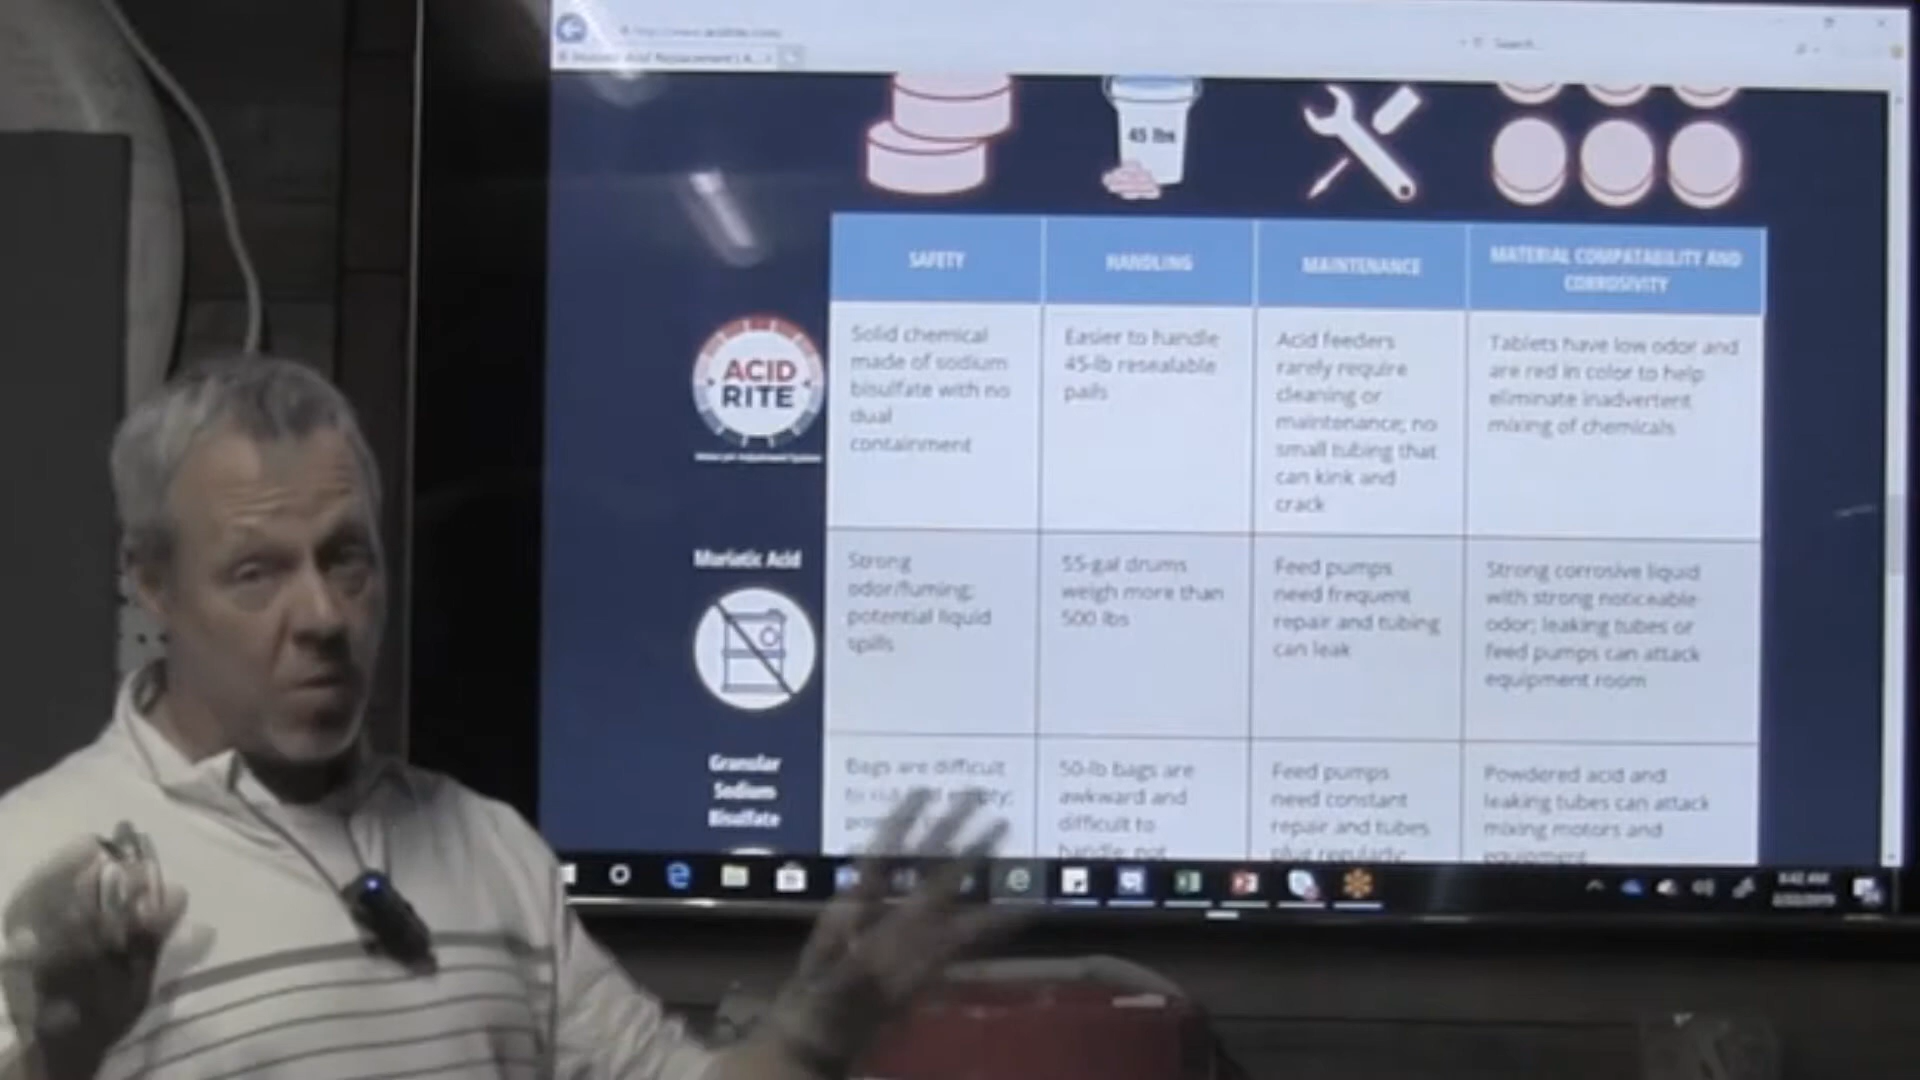 Search...
45 lbs
SAFETY
HANDLING
MAINTENANCE
MATERIAL COMPATABILITY AND
CORROSIVITY
ACID
RITE
Solid chemical
made of sodium
bisulfate with no
dual
containment
Easier to handle
45-lb resealable
pails
Acid feeders
rarely require
cleaning or
maintenance; no
small tubing that
can kink and
crack
Tablets have low odor and
are red in color to help
eliminate inadvertent
mixing of chemicals
Muriatic Acid
Strong
odor/fuming;
potential liquid
spills
55-gal drums
weigh more than
500 lbs
Feed pumps
need frequent
repair and tubing
can leak
Strong corrosive liquid
with strong noticeable
odor; leaking tubes or
feed pumps can attack
equipment room
Granular
Sodium
Bisulfate
Bags are difficult
50-lb bags are
awkward and
difficult to
handle; not
Feed pumps
need constant
repair and tubes
plug regularly
Powdered acid and
leaking tubes can attack
mixing motors and
equipment